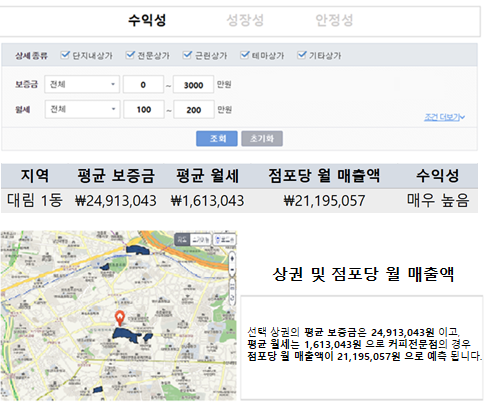 수익성 성장성 안정성
상세 종류 단지내상가 전문상가 근린상가 테마상가 기타상가
보증금 전체 0 ~ 3000 만원
월세 전체 100 ~ 200 만원
조건 더보기
조회 초기화
지역 평균 보증금 평균 월세 점포당 월 매출액 수익성
대림 1동 ₩24,913,043 ₩1,613,043 ₩21,195,057 매우 높음
상권 및 점포당 월 매출액
선택 상권의 평균 보증금은 24,913,043원 이고,
평균 월세는 1,613,043원 으로 커피전문점의 경우
점포당 월 매출액이 21,195,057원 으로 예측 됩니다.